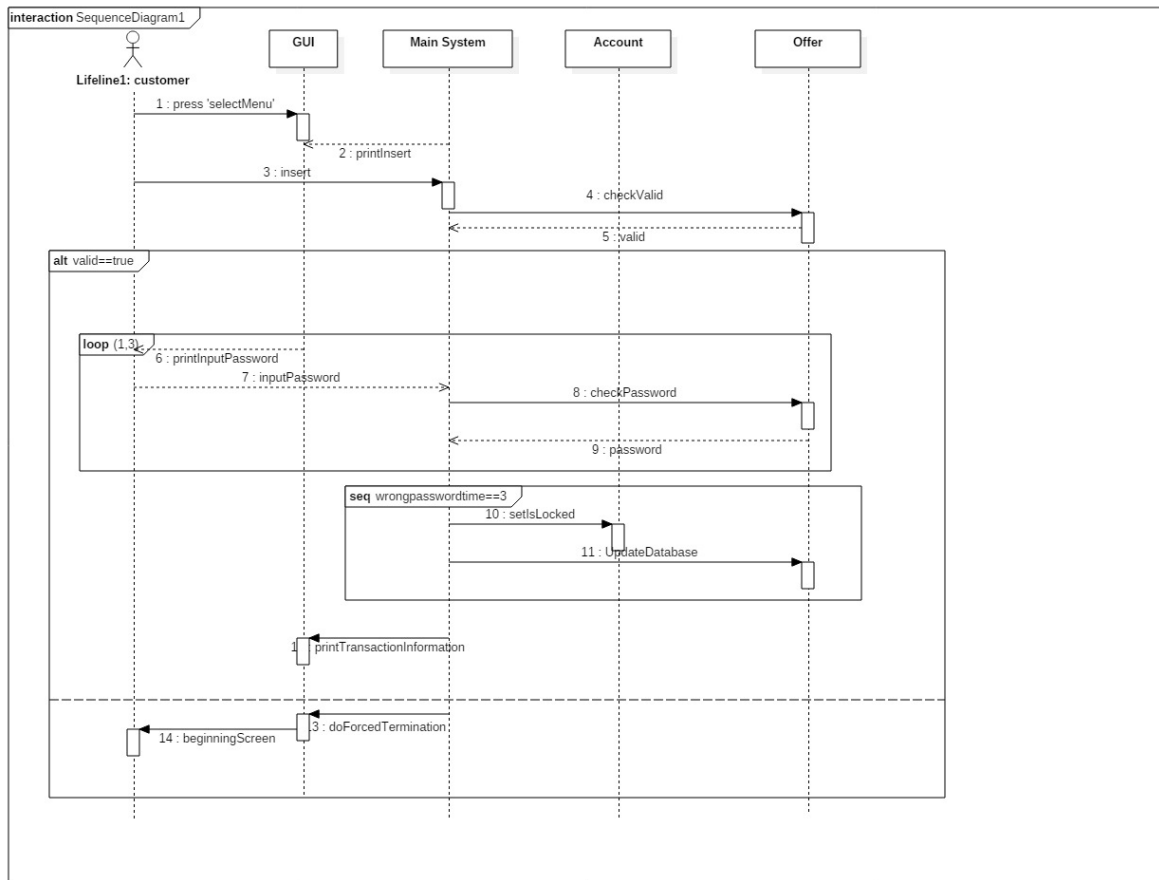 interaction SequenceDiagram1
GUI
Main System
Account
Offer
Lifeline1: customer
1 : press 'selectMenu'
2 : printInsert
3 : insert
4 : checkValid
5 : valid
alt valid==true
loop (1,3)
6 : printInputPassword
7 : inputPassword
8 : checkPassword
9 : password
seq wrongpasswordtime==3
10 : setIsLocked
11 : UpdateDatabase
printTransactionInformation
3 : doForcedTermination
14 : beginningScreen